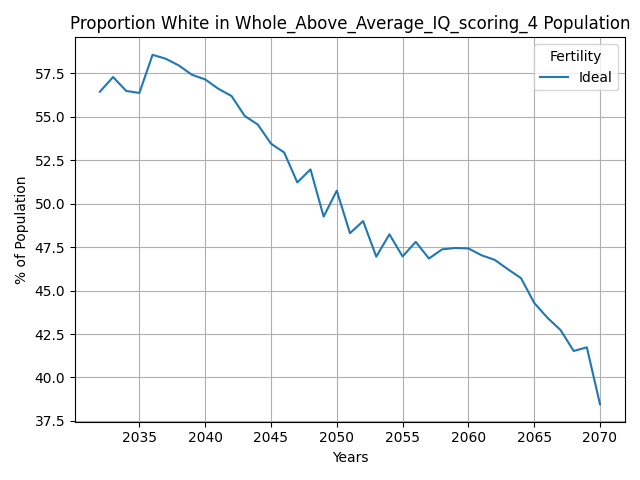 Proportion White in Whole_Above_Average_IQ_scoring_4 Population
Fertility
Ideal
57.5
55.0
52.5
50.0
47.5
45.0
42.5
40.0
37.5
% of Population
2035 2040 2045 2050 2055 2060 2065 2070
Years